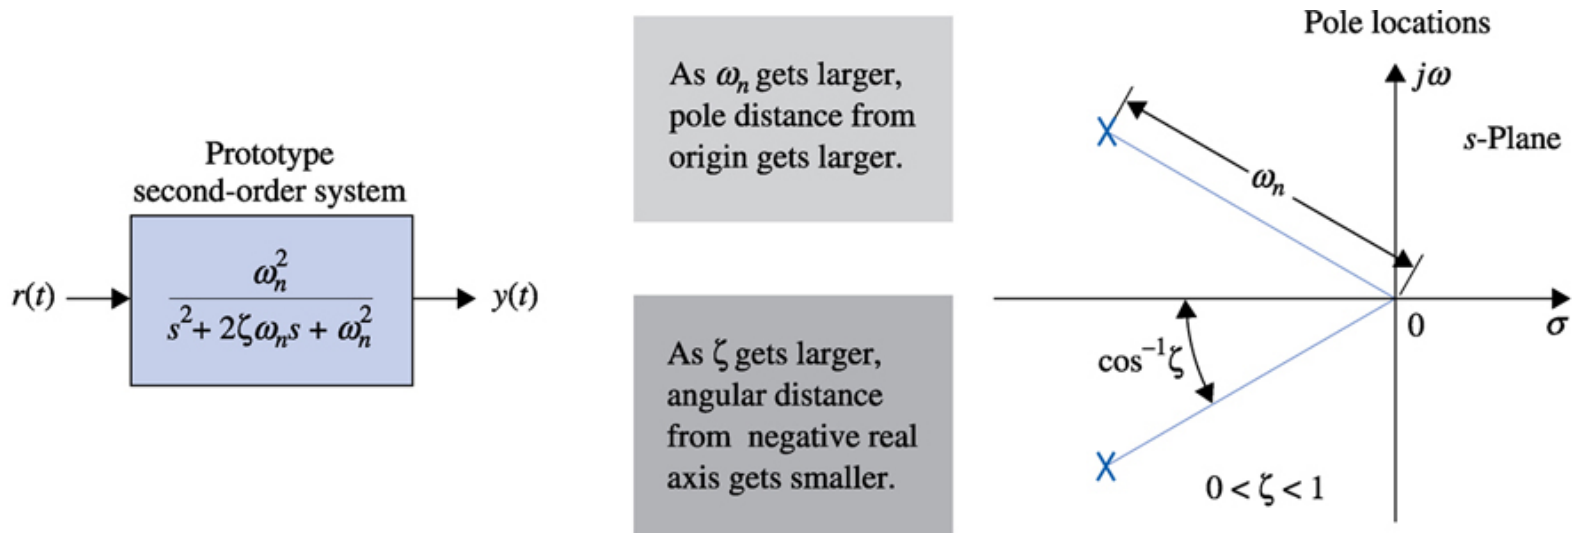 Prototype
second-order system
r(t)
ωₙ²
s² + 2ζωₙs + ωₙ²
y(t)
As ωₙ gets larger,
pole distance from
origin gets larger.
As ζ gets larger,
angular distance
from negative real
axis gets smaller.
Pole locations
jω
s-Plane
ωₙ
0
σ
cos⁻¹ζ
0 < ζ < 1